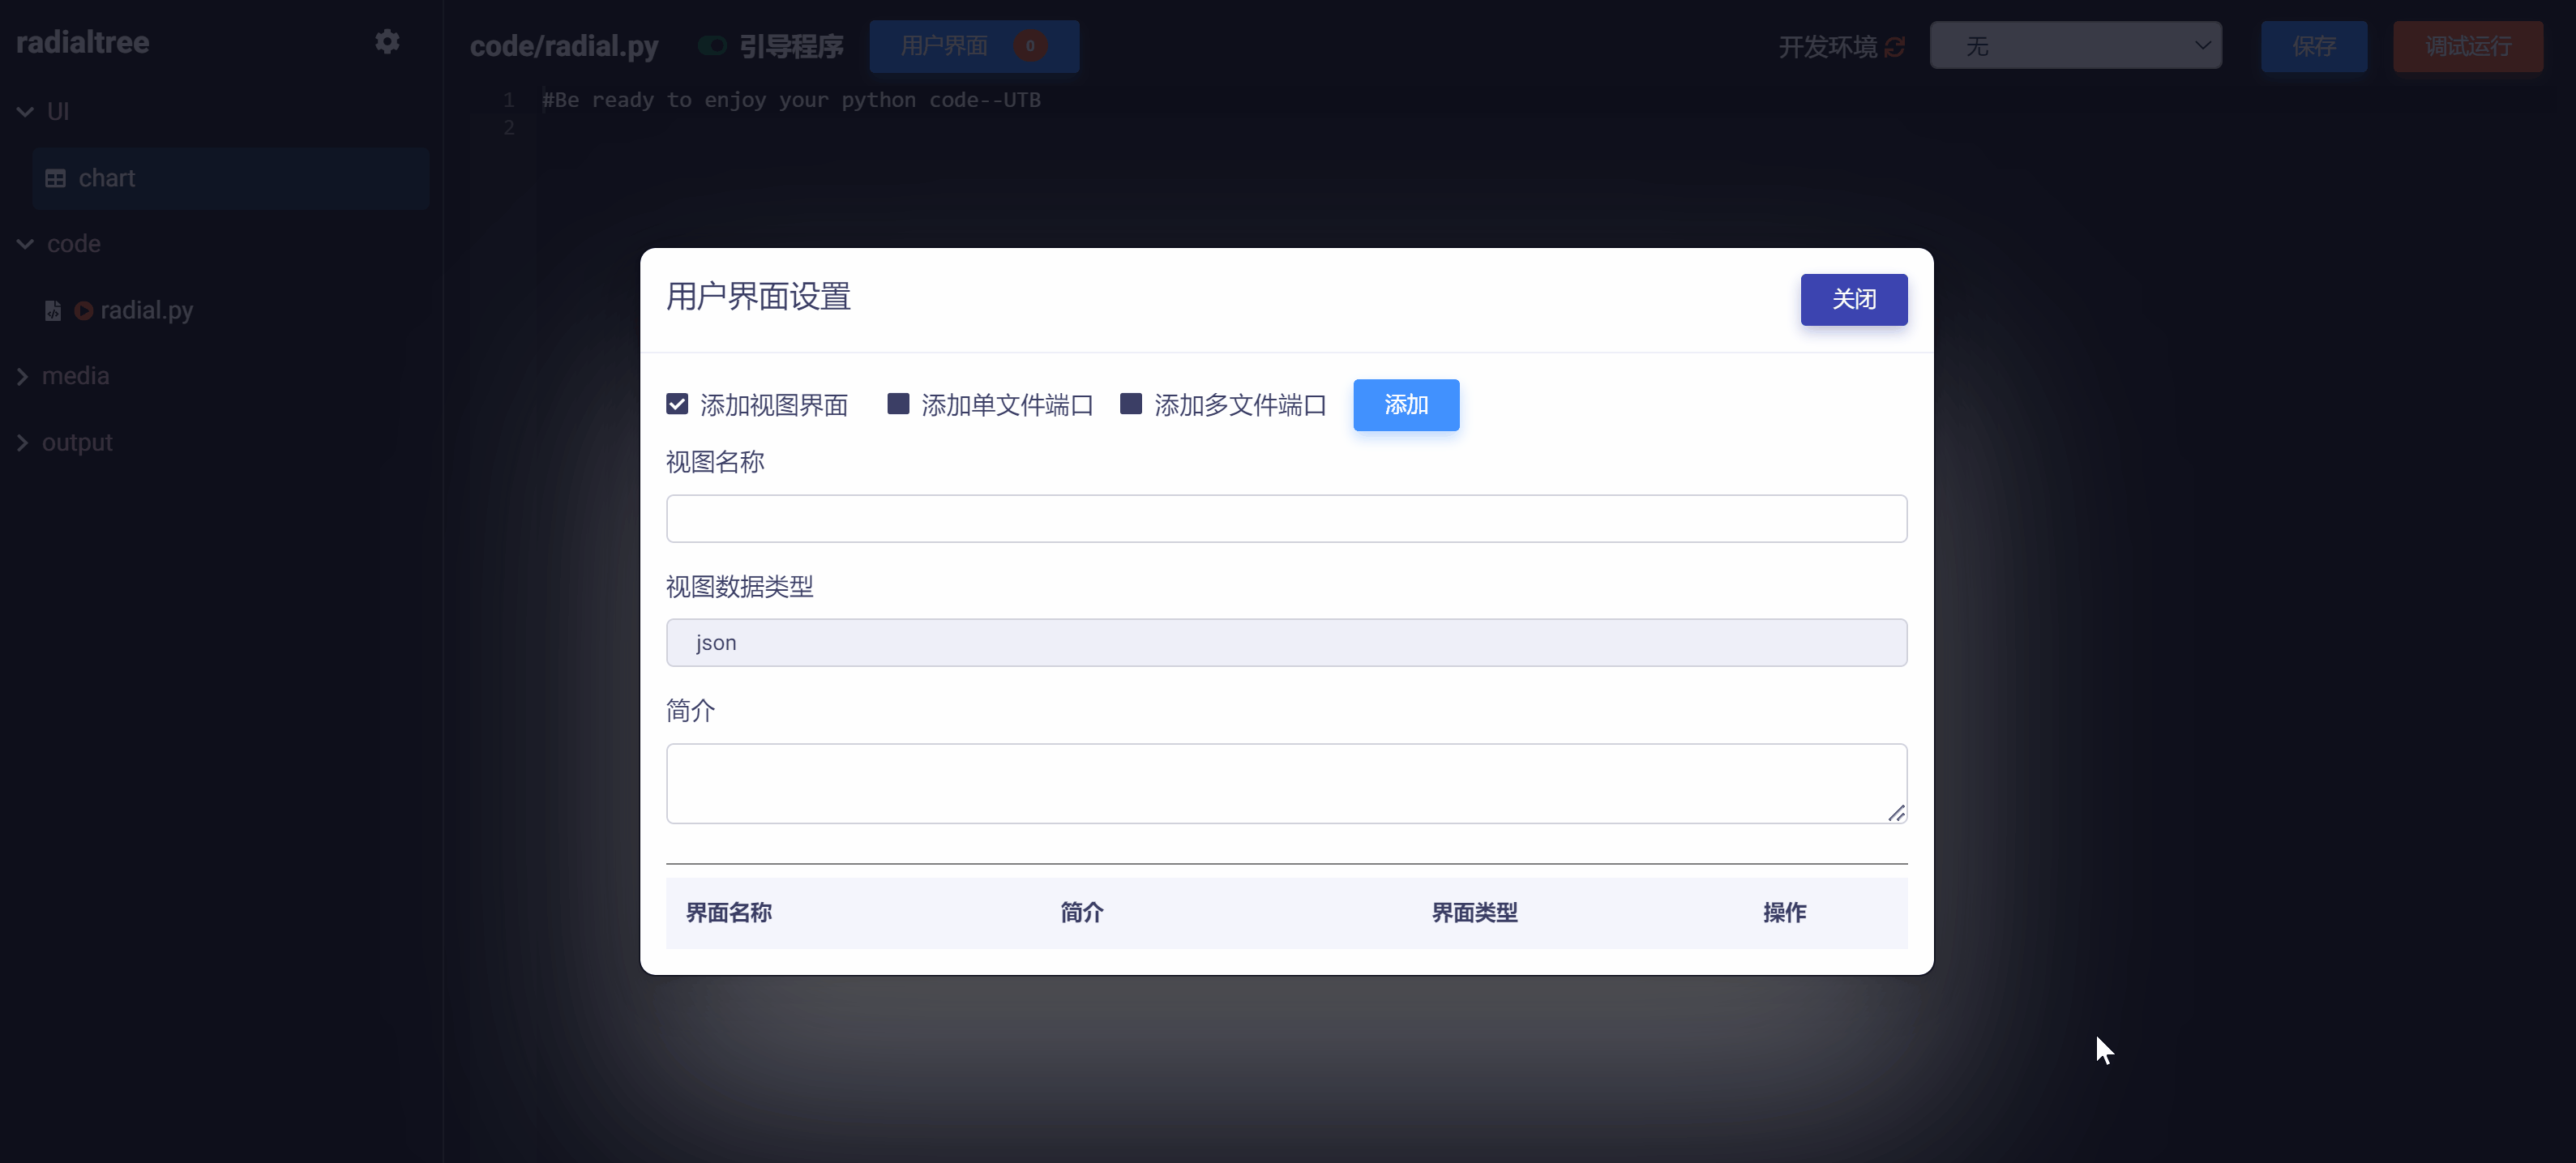 radialtree
UI
chart
code
radial.py
media
output
code/radial.py 引导程序 用户界面 0 开发环境 无 保存 调试运行
1 #Be ready to enjoy your python code--UTB
2
用户界面设置 关闭
添加视图界面 添加单文件端口 添加多文件端口 添加
视图名称
视图数据类型
json
简介
界面名称 简介 界面类型 操作